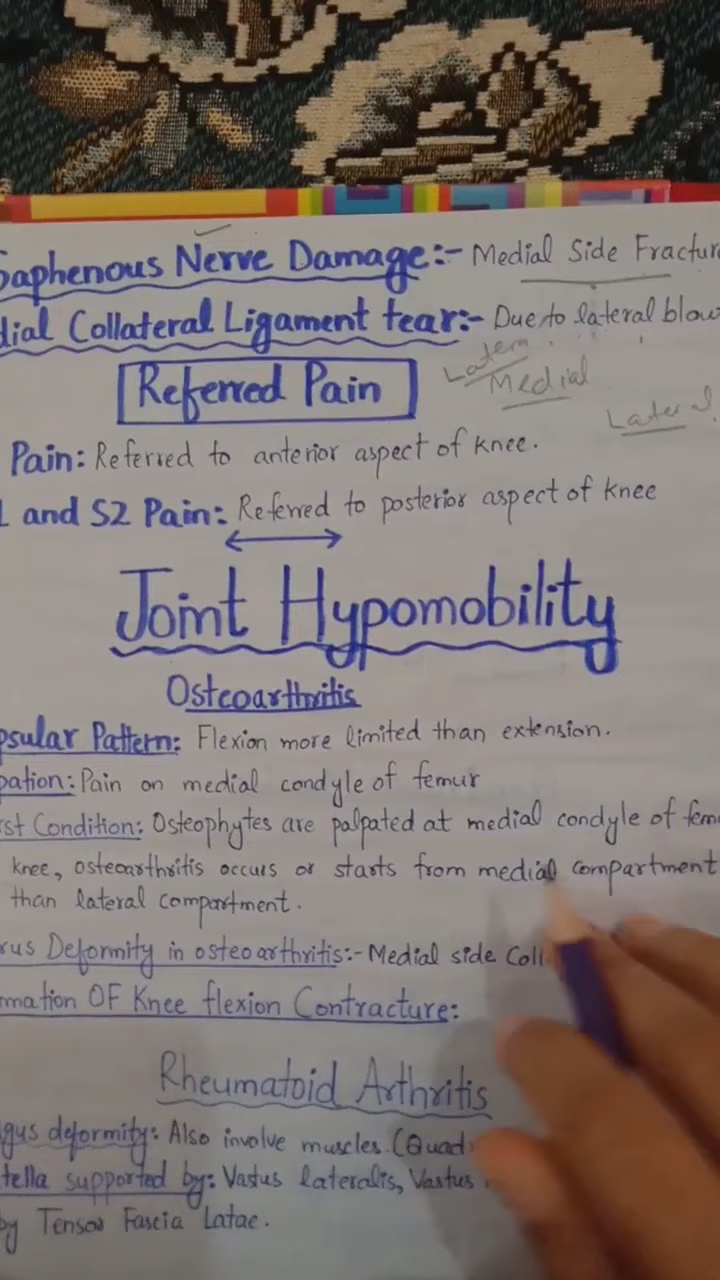 Saphenous Nerve Damage:- Medial Side Fractur
dial Collateral Ligament tear:- Due to lateral blow
Referred Pain
Latera
Medial
Lateral
Pain: Referred to anterior aspect of knee.
1 and S2 Pain: Referred to posterior aspect of knee
Joint Hypomobility
Osteoarthritis
psular Pattern: Flexion more limited than extension.
pation: Pain on medial condyle of femur
rst Condition: Osteophytes are palpated at medial condyle of fem
knee, osteoarthritis occurs or starts from medial compartment
than lateral compartment.
rus Deformity in osteoarthritis:- Medial side Coll
mation OF Knee flexion Contracture:
Rheumatoid Arthritis
gus deformity: Also involve muscles. (Quad
tella supported by: Vastus lateralis, Vastus
by Tensor Fascia Latae.